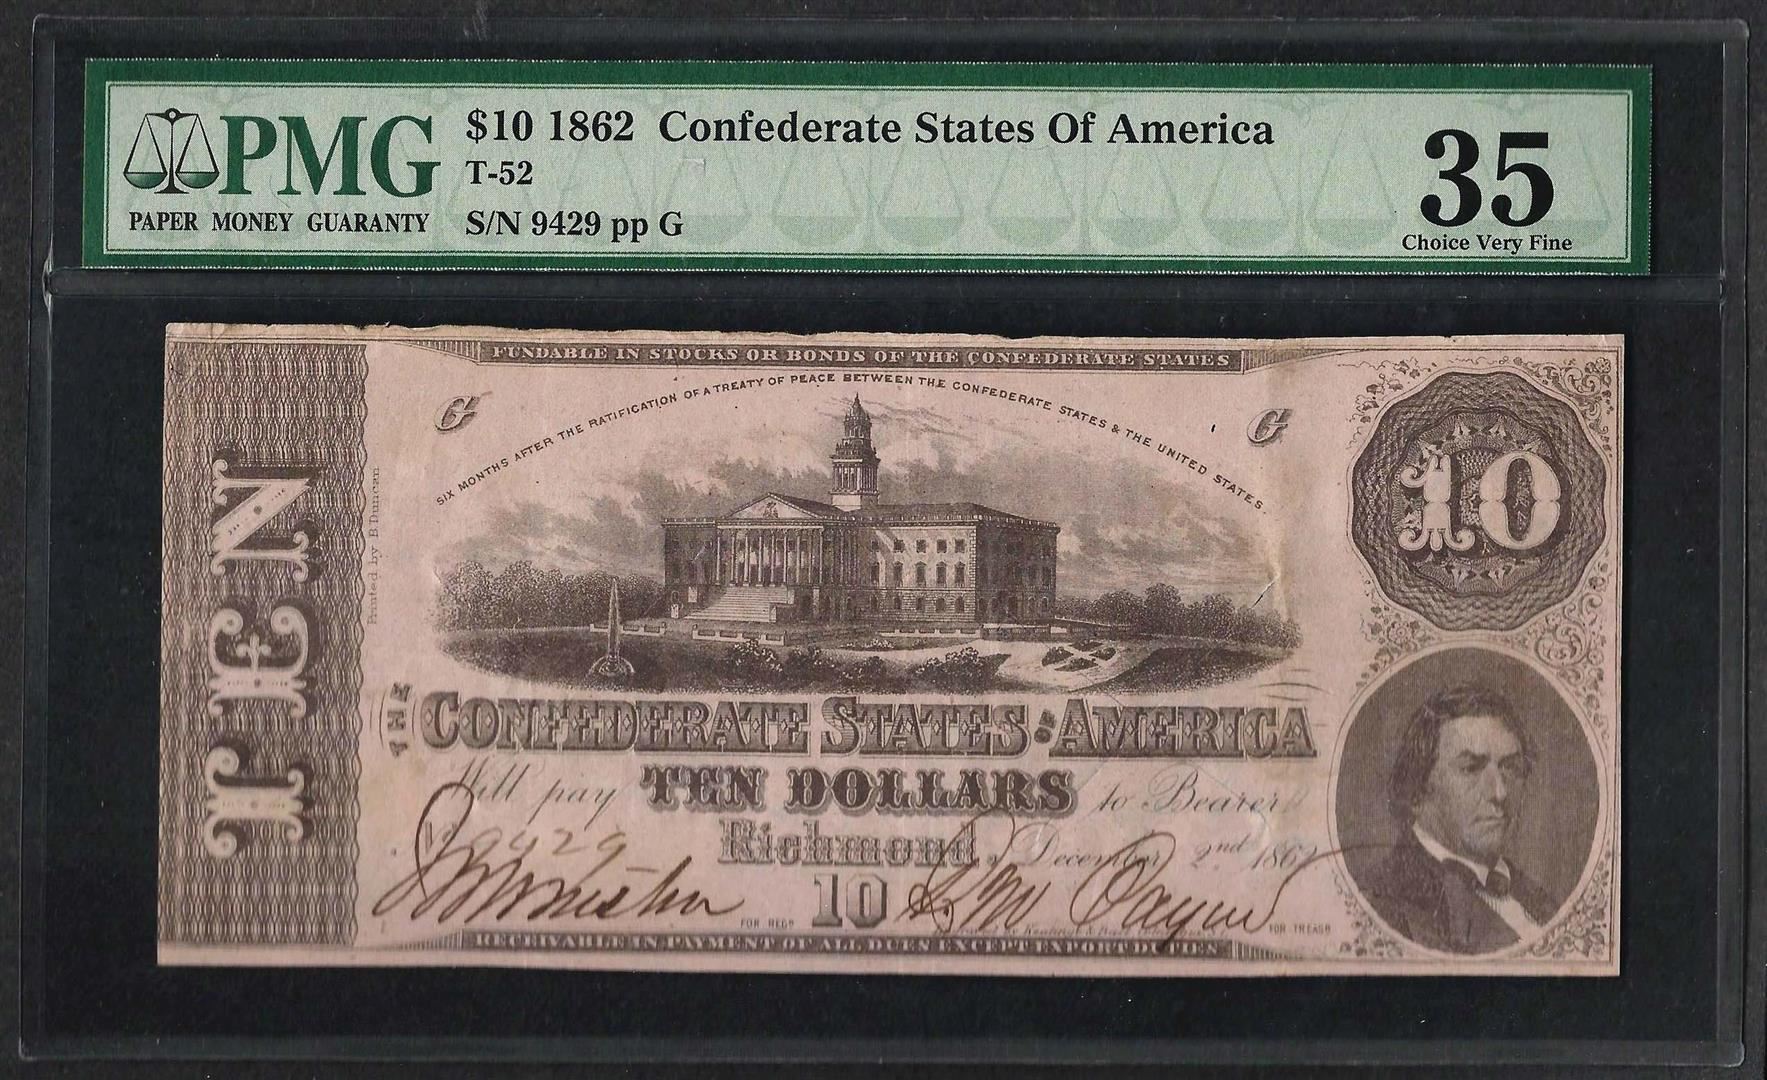 PMG
PAPER MONEY GUARANTY
$10 1862 Confederate States Of America
T-52
S/N 9429 pp G
35
Choice Very Fine
FUNDABLE IN STOCKS OR BONDS OF THE CONFEDERATE STATES
SIX MONTHS AFTER THE RATIFICATION OF A TREATY OF PEACE BETWEEN THE CONFEDERATE STATES & THE UNITED STATES.
G
G
10
TEN
Printed by B Duncan
THE CONFEDERATE STATES OF AMERICA
Will pay TEN DOLLARS to Bearer
No 9429
Richmond, December 2nd 1862
10
FOR REGR
FOR TREASR
RECEIVABLE IN PAYMENT OF ALL DUES EXCEPT EXPORT DUTIES